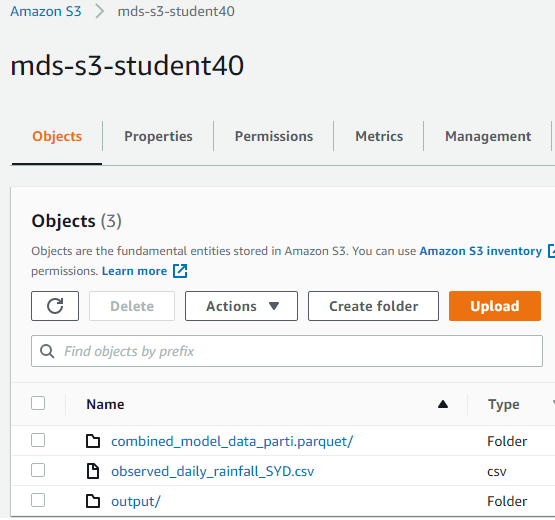 Amazon S3 > mds-s3-student40
mds-s3-student40
Objects Properties Permissions Metrics Management
Objects (3)
Objects are the fundamental entities stored in Amazon S3. You can use Amazon S3 inventory
permissions. Learn more
Delete Actions Create folder Upload
Find objects by prefix
Name Type
combined_model_data_parti.parquet/ Folder
observed_daily_rainfall_SYD.csv csv
output/ Folder